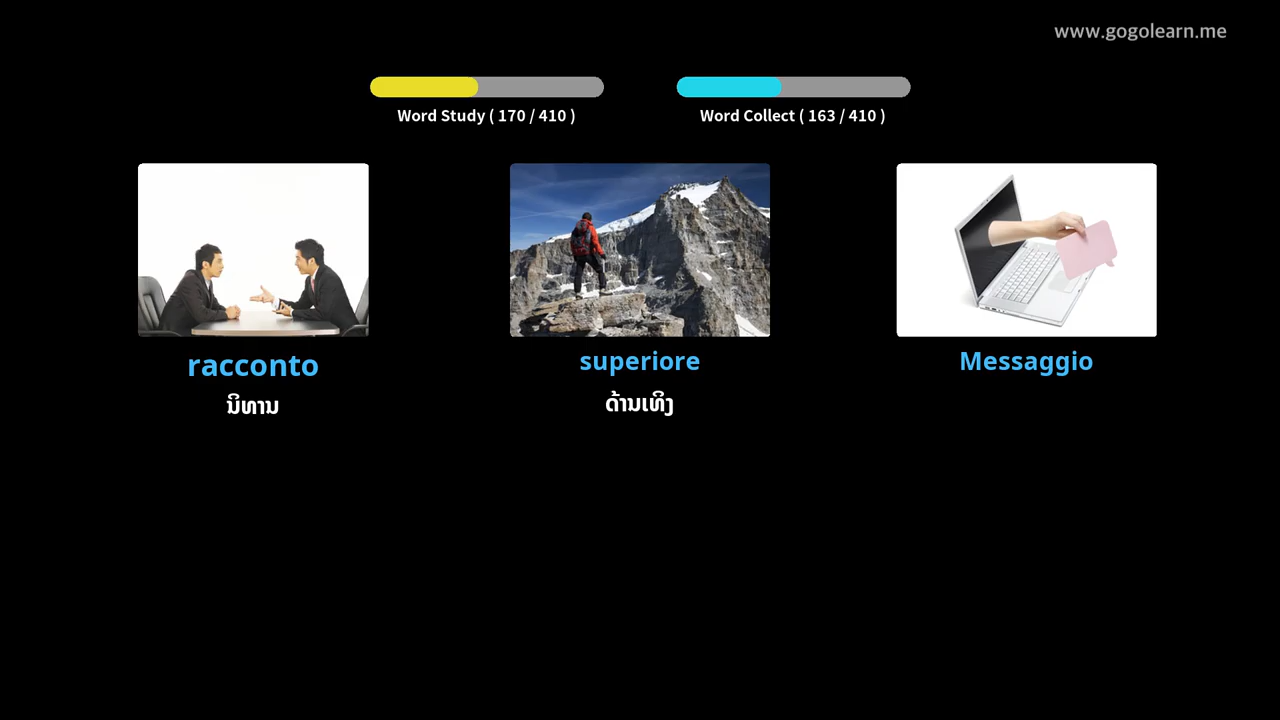 www.gogolearn.me
Word Study ( 170 / 410 )
Word Collect ( 163 / 410 )
racconto
ນິທານ
superiore
ດ້ານເທິງ
Messaggio